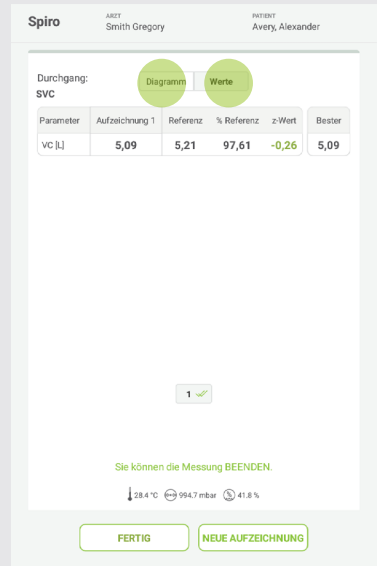 Spiro
ARZT
Smith Gregory
PATIENT
Avery, Alexander
Durchgang:
SVC
Diagramm Werte
Parameter Aufzeichnung 1 Referenz % Referenz z-Wert Bester
VC [L] 5,09 5,21 97,61 -0,26 5,09
1
Sie können die Messung BEENDEN.
28.4 °C 994.7 mbar 41.8 %
FERTIG NEUE AUFZEICHNUNG